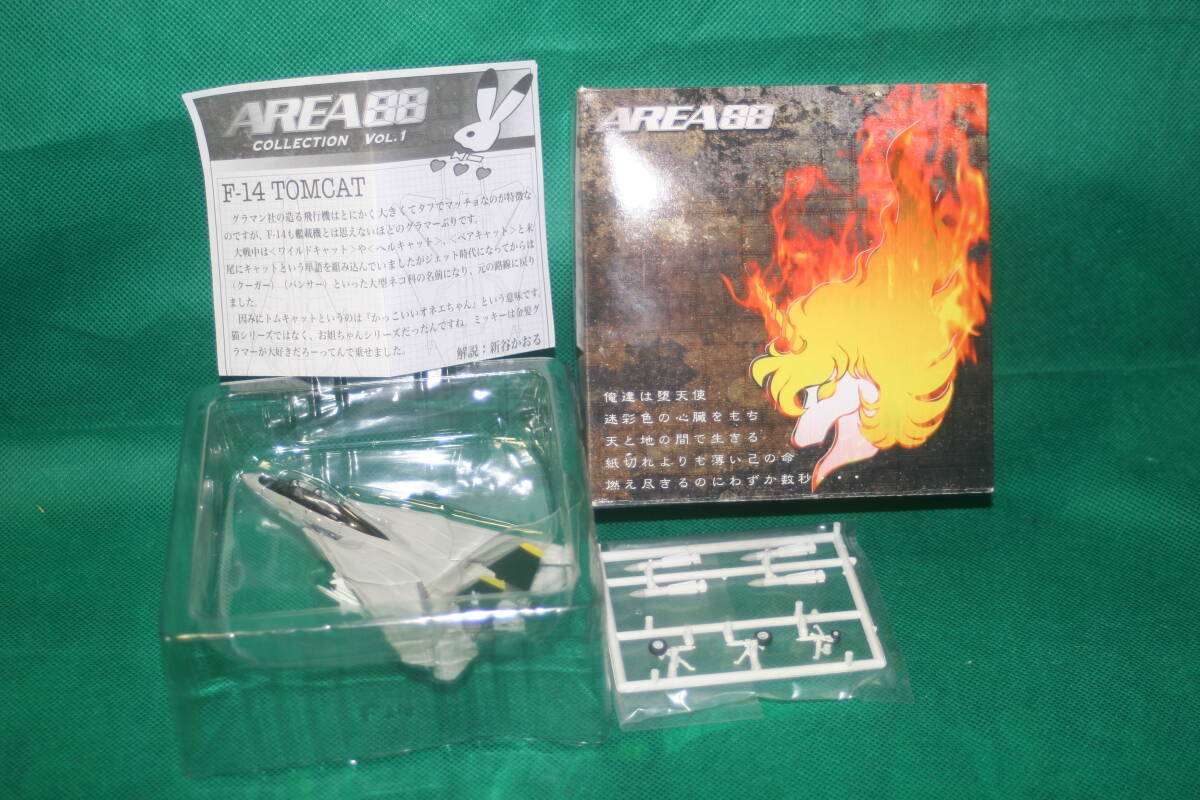 AREA88
COLLECTION VOL.1
F-14 TOMCAT
グラマン社の造る飛行機はとにかく大きくてタフでマッチョなのが特徴な
のですが、F-14も艦載機とは思えないほどのグラマーぶりです。
大戦中は<ワイルドキャット>や<ヘルキャット>，<ベアキャット>と末
尾にキャットという単語を組み込んでいましたがジェット時代になってからは
(クーガー)(パンサー)といった大型ネコ科の名前になり、元の路線に戻り
ました。
因みにトムキャットというのは『かっこいいオネエちゃん』という意味です。
猫シリーズではなく、お姐ちゃんシリーズだったんですね。ミッキーは金髪グ
ラマーが大好きだろーってんで乗せました。
解説：新谷かおる
AREA88
俺達は堕天使
迷彩色の心臓をもち
天と地の間で生きる
紙切れよりも薄い己の命
燃え尽きるのにわずか数秒・・・